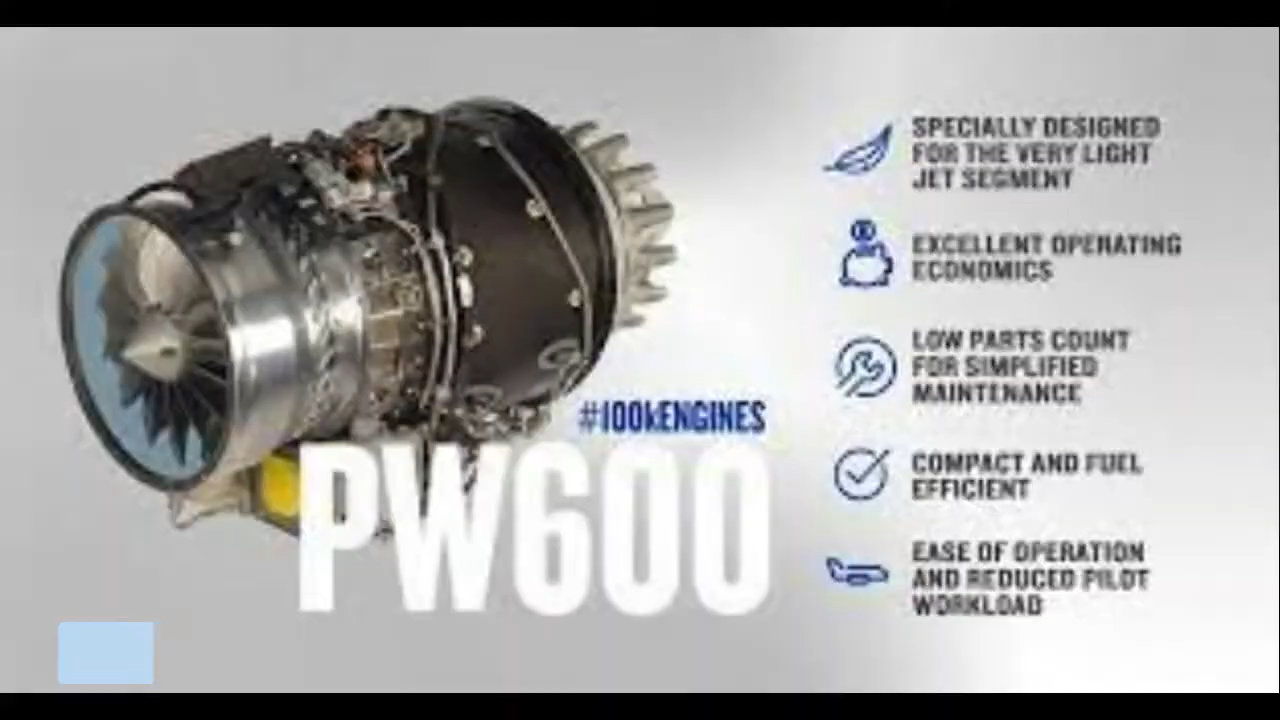 SPECIALLY DESIGNED
FOR THE VERY LIGHT
JET SEGMENT
EXCELLENT OPERATING
ECONOMICS
LOW PARTS COUNT
FOR SIMPLIFIED
MAINTENANCE
#100kENGINES
PW600
COMPACT AND FUEL
EFFICIENT
EASE OF OPERATION
AND REDUCED PILOT
WORKLOAD